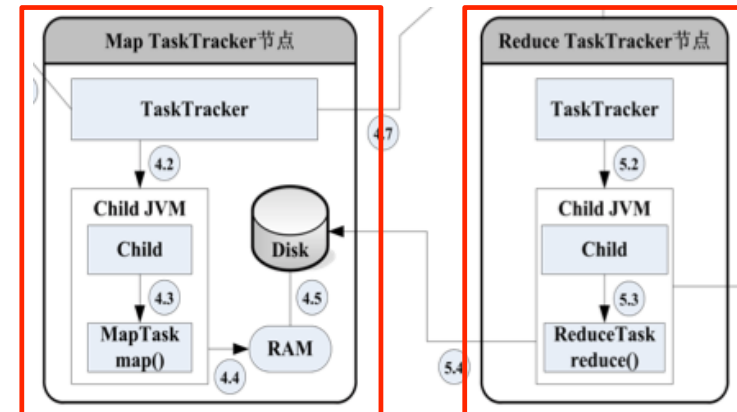 Map TaskTracker节点
TaskTracker
4.7
4.2
Child JVM
Child
Disk
4.3
4.5
MapTask
map()
RAM
4.4
Reduce TaskTracker节点
TaskTracker
5.2
Child JVM
Child
5.3
ReduceTask
reduce()
5.4